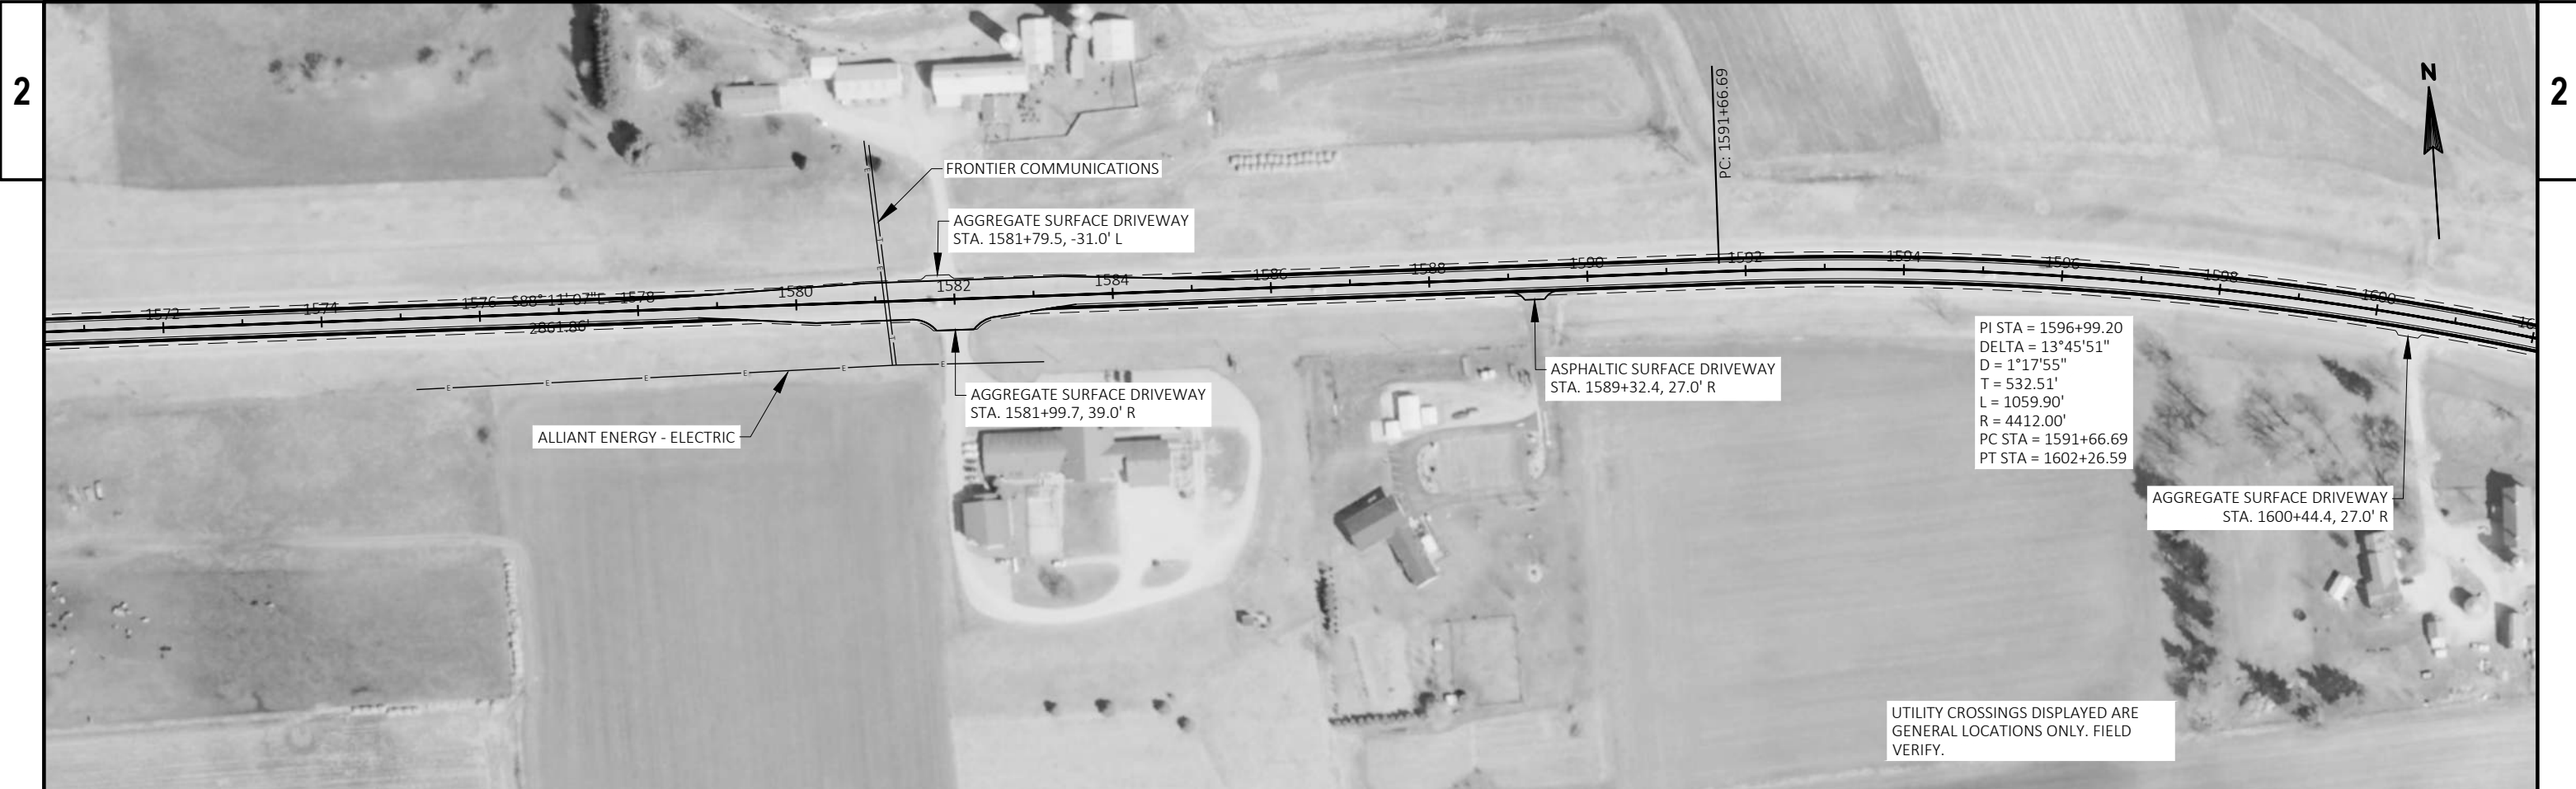 2
2
N
PC: 1591+66.69
FRONTIER COMMUNICATIONS
AGGREGATE SURFACE DRIVEWAY
STA. 1581+79.5, -31.0' L
1572
1574
1576
S88° 11' 07"E
1578
1580
1582
1584
1586
1588
1590
1592
1594
1596
1598
1600
16
2861.86'
E
E
T
T
E
E
E
E
E
E
ALLIANT ENERGY - ELECTRIC
AGGREGATE SURFACE DRIVEWAY
STA. 1581+99.7, 39.0' R
ASPHALTIC SURFACE DRIVEWAY
STA. 1589+32.4, 27.0' R
PI STA = 1596+99.20
DELTA = 13°45'51"
D = 1°17'55"
T = 532.51'
L = 1059.90'
R = 4412.00'
PC STA = 1591+66.69
PT STA = 1602+26.59
AGGREGATE SURFACE DRIVEWAY
STA. 1600+44.4, 27.0' R
UTILITY CROSSINGS DISPLAYED ARE
GENERAL LOCATIONS ONLY. FIELD
VERIFY.